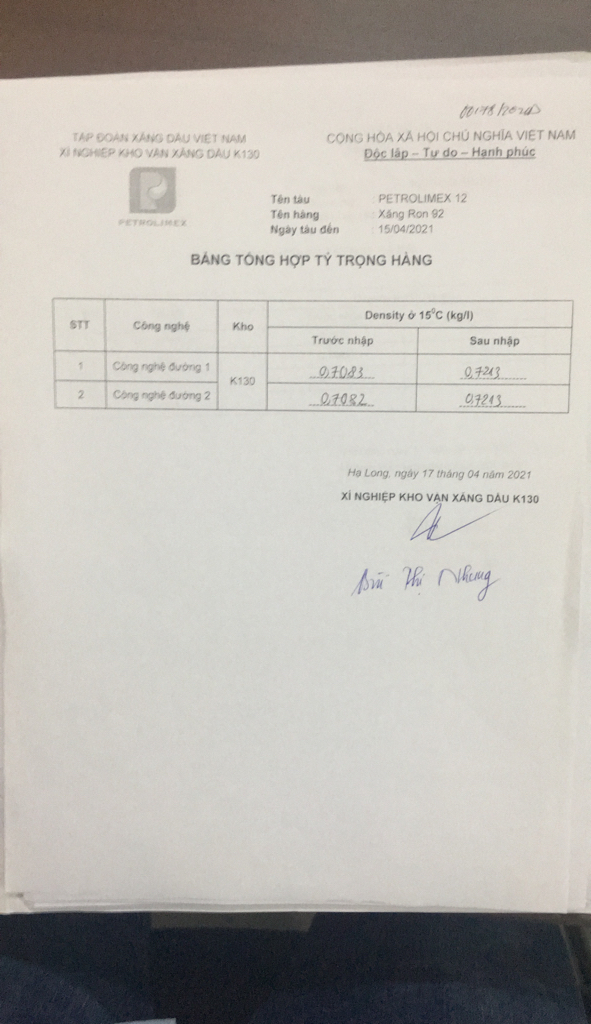 TẬP ĐOÀN XĂNG DẦU VIỆT NAM
XÍ NGHIỆP KHO VẬN XĂNG DẦU K130
PETROLIMEX
CỘNG HÒA XÃ HỘI CHỦ NGHĨA VIỆT NAM
Độc lập – Tự do – Hạnh phúc
Tên tàu : PETROLIMEX 12
Tên hàng : Xăng Ron 92
Ngày tàu đến : 15/04/2021
BẢNG TỔNG HỢP TỶ TRỌNG HÀNG
STT Công nghệ Kho Density ở 15⁰C (kg/l)
Trước nhập Sau nhập
1 Công nghệ đường 1 K130 0,7083 0,7213
2 Công nghệ đường 2 0,7082 0,7213
Hạ Long, ngày 17 tháng 04 năm 2021
XÍ NGHIỆP KHO VẬN XĂNG DẦU K130
Bùi Thị Nhung